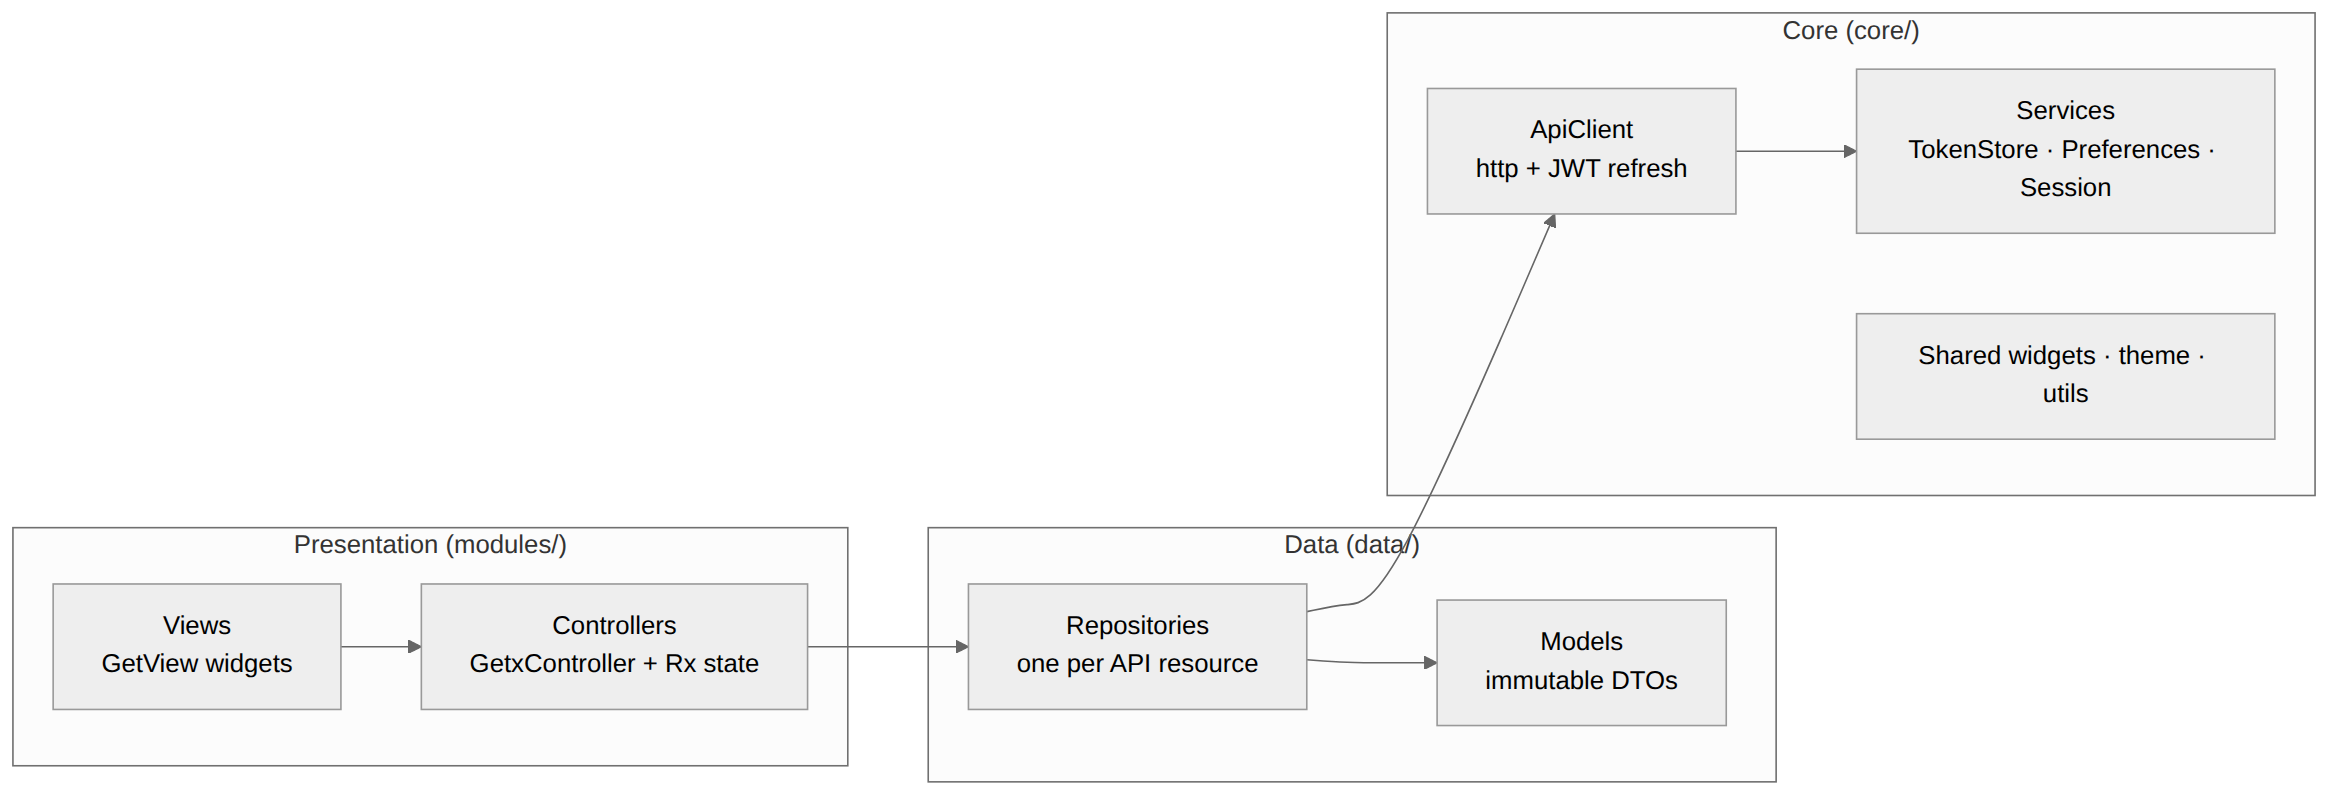 Core (core/)
ApiClient
http + JWT refresh
Services
TokenStore · Preferences ·
Session
Shared widgets · theme ·
utils
Presentation (modules/)
Views
GetView widgets
Controllers
GetxController + Rx state
Data (data/)
Repositories
one per API resource
Models
immutable DTOs